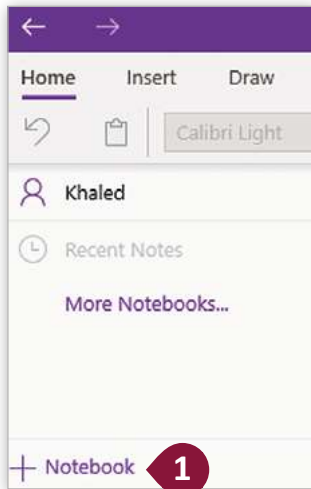 Home Insert Draw
Calibri Light
Khaled
Recent Notes
More Notebooks...
+ Notebook 1